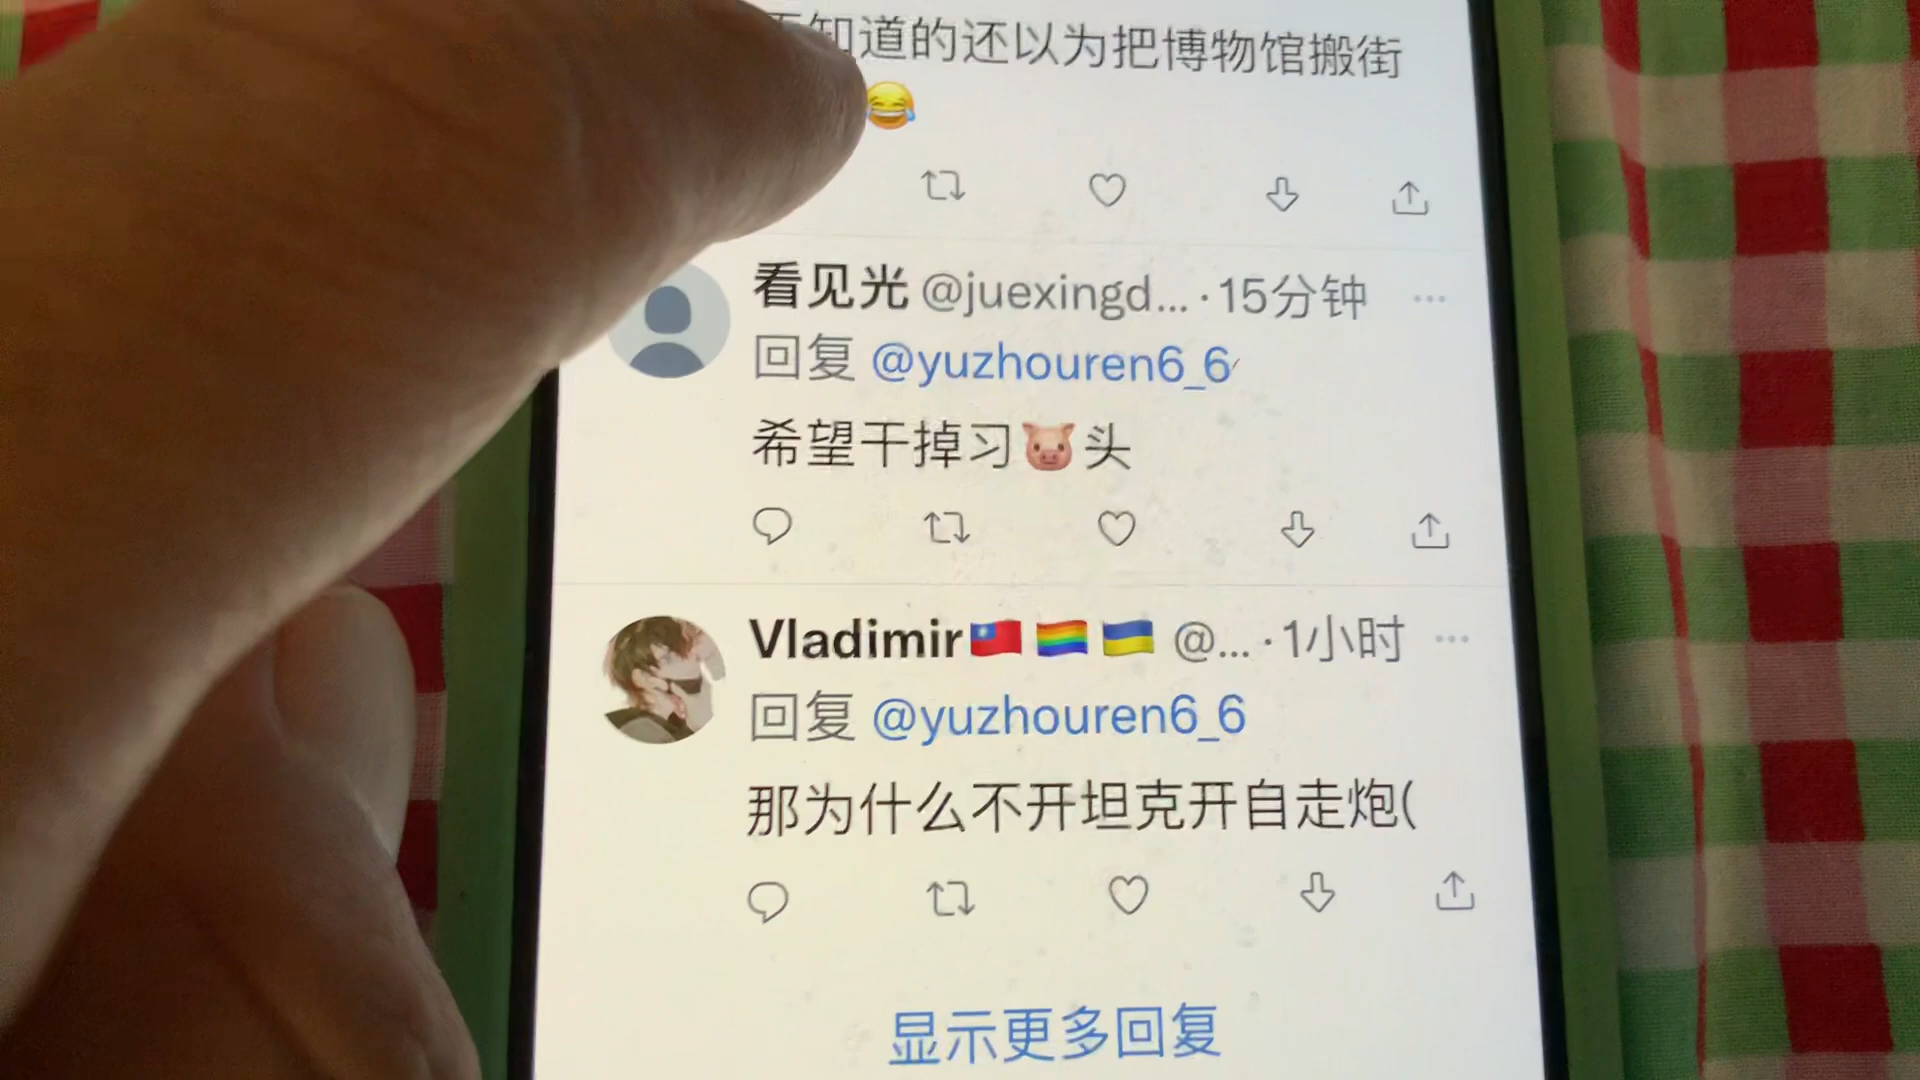 知道的还以为把博物馆搬街
😂
看见光 @juexingd... · 15分钟
回复 @yuzhouren6_6
希望干掉习🐷头
Vladimir🇹🇼🏳️‍🌈🇺🇦 @... · 1小时
回复 @yuzhouren6_6
那为什么不开坦克开自走炮(
显示更多回复